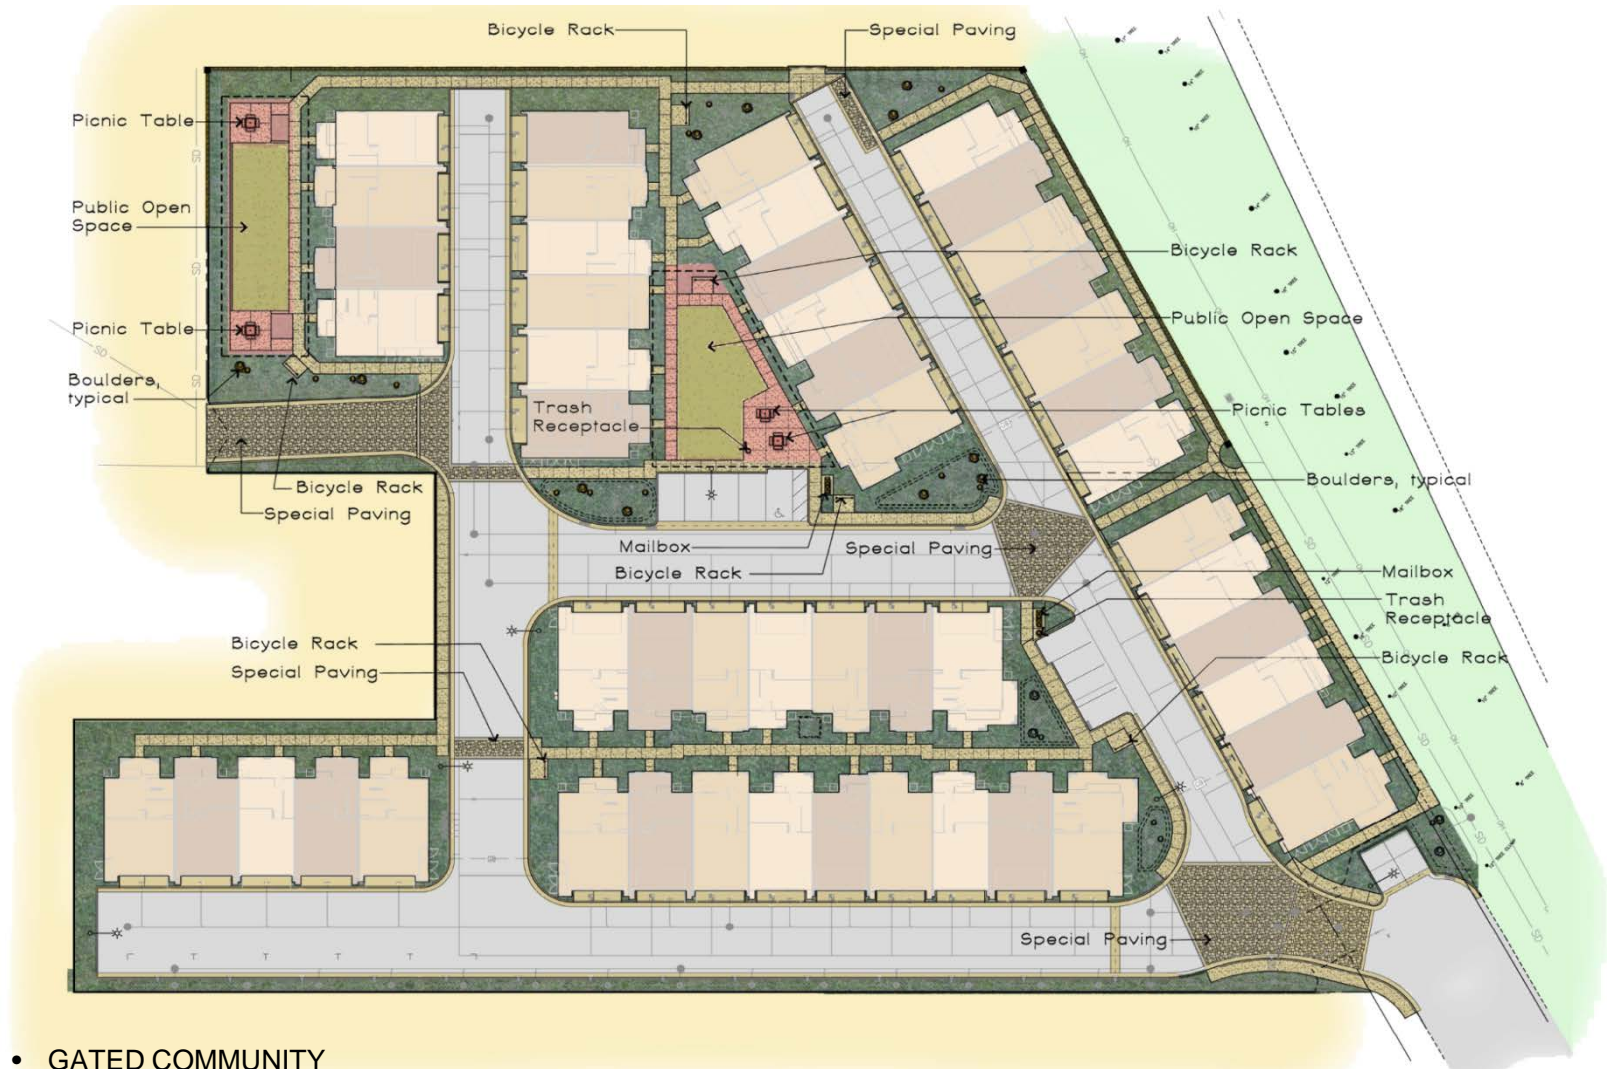 Bicycle Rack
Special Paving
Picnic Table
Public Open
Space
Bicycle Rack
Public Open Space
Picnic Table
Boulders,
typical
Trash
Receptacle
Picnic Tables
Bicycle Rack
Special Paving
Boulders, typical
Mailbox
Special Paving
Bicycle Rack
Mailbox
Trash
Receptacle
Bicycle Rack
Special Paving
Bicycle Rack
Special Paving
• GATED COMMUNITY